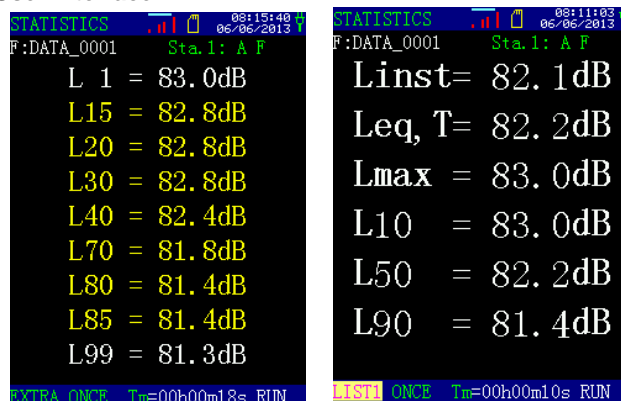 STATISTICS 08:15:40
06/06/2013
F:DATA_0001 Sta.1: A F
L 1 = 83.0dB
L15 = 82.8dB
L20 = 82.8dB
L30 = 82.8dB
L40 = 82.4dB
L70 = 81.8dB
L80 = 81.4dB
L85 = 81.4dB
L99 = 81.3dB
EXTRA ONCE Tm=00h00m18s RUN
STATISTICS 08:11:03
06/06/2013
F:DATA_0001 Sta.1: A F
Linst= 82.1dB
Leq, T= 82.2dB
Lmax = 83.0dB
L10 = 83.0dB
L50 = 82.2dB
L90 = 81.4dB
LIST1 ONCE Tm=00h00m10s RUN